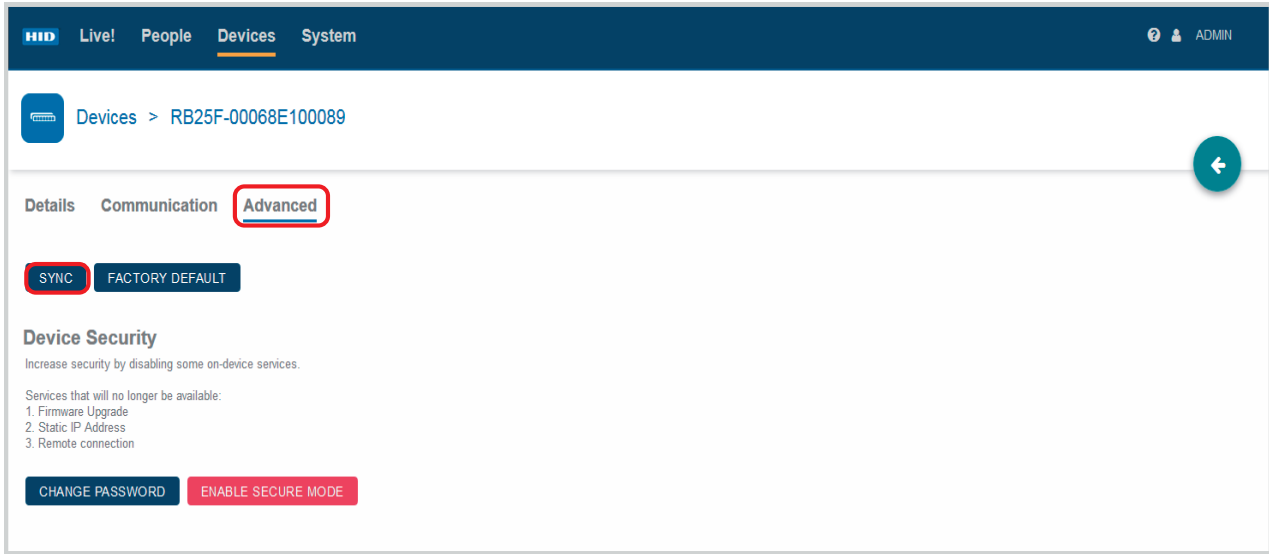 HID Live! People Devices System ADMIN
Devices > RB25F-00068E100089
Details Communication Advanced
SYNC FACTORY DEFAULT
Device Security
Increase security by disabling some on-device services.
Services that will no longer be available:
1. Firmware Upgrade
2. Static IP Address
3. Remote connection
CHANGE PASSWORD ENABLE SECURE MODE